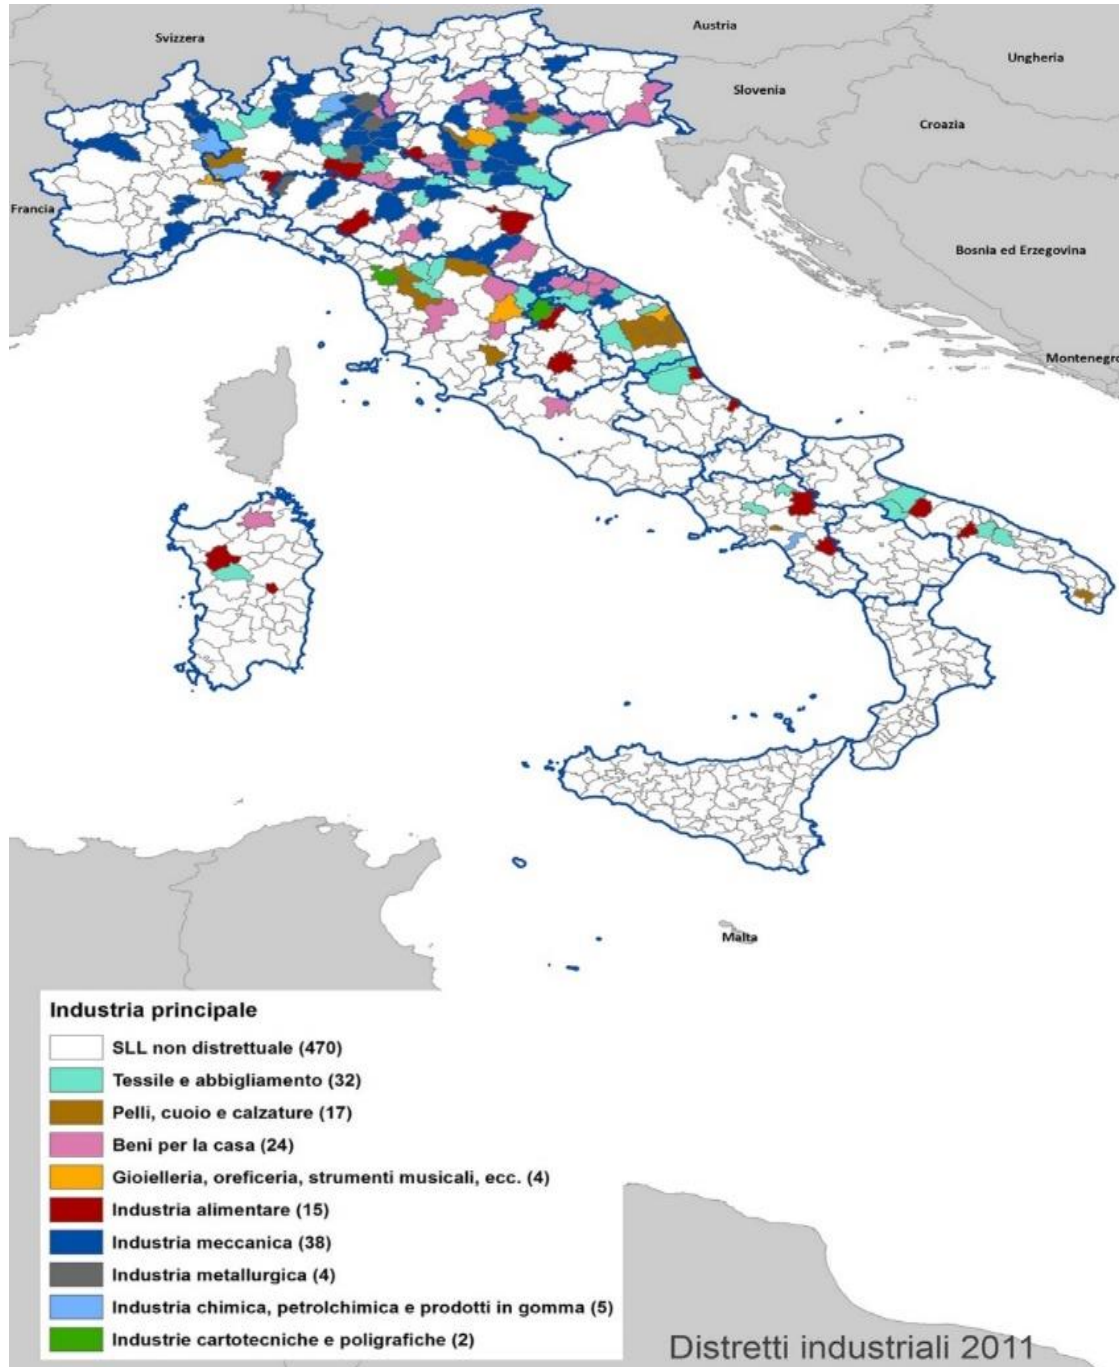 Svizzera
Austria
Ungheria
Slovenia
Croazia
Francia
Bosnia ed Erzegovina
Montenegro
Malta
Industria principale
SLL non distrettuale (470)
Tessile e abbigliamento (32)
Pelli, cuoio e calzature (17)
Beni per la casa (24)
Gioielleria, oreficeria, strumenti musicali, ecc. (4)
Industria alimentare (15)
Industria meccanica (38)
Industria metallurgica (4)
Industria chimica, petrolchimica e prodotti in gomma (5)
Industrie cartotecniche e poligrafiche (2)
Distretti industriali 2011